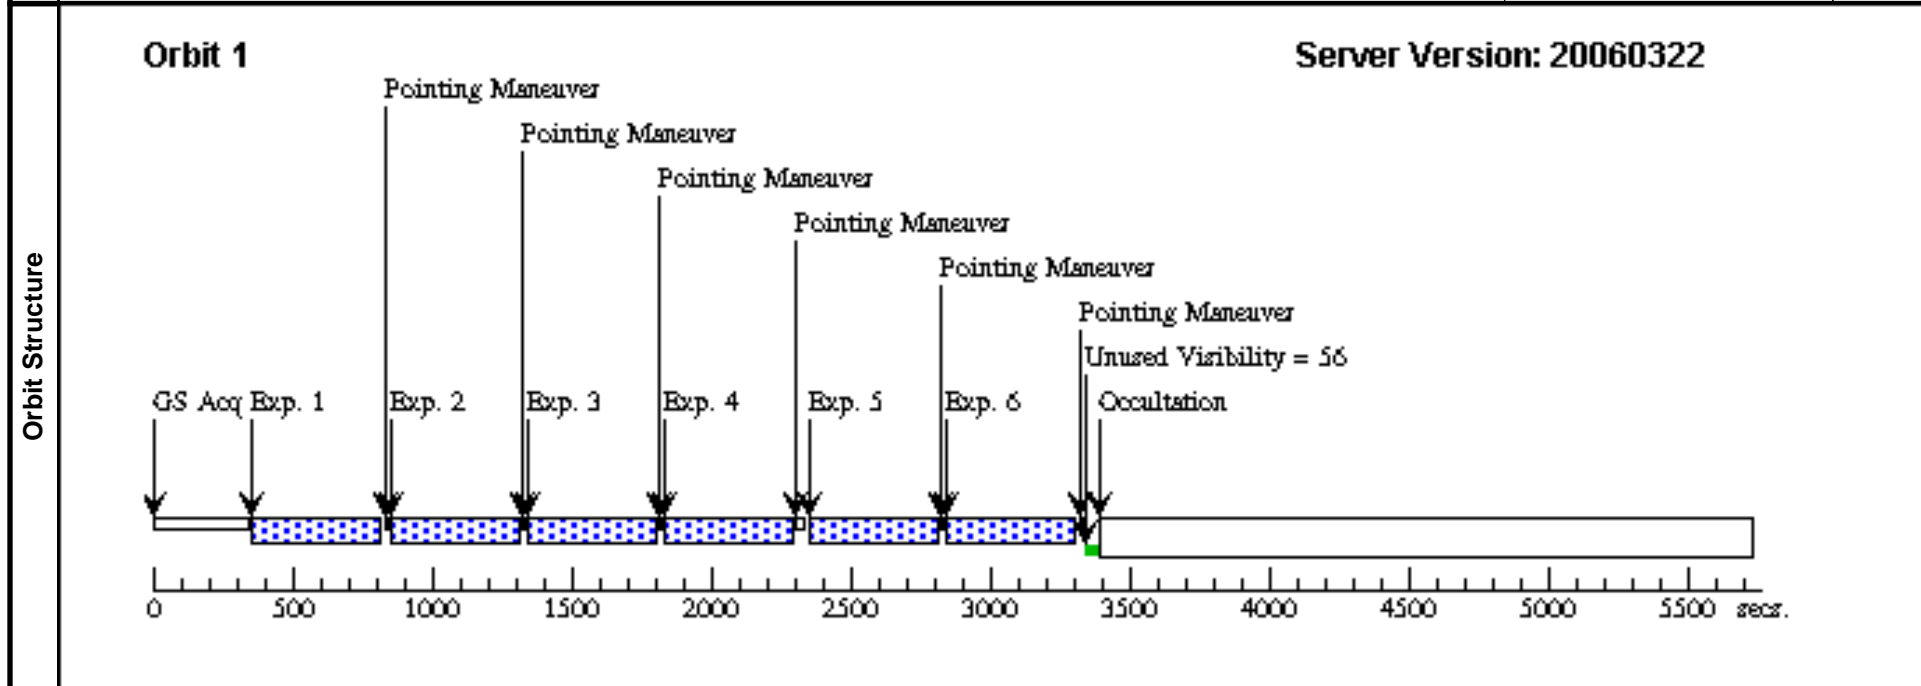 Orbit Structure
Orbit 1
Server Version: 20060322
Pointing Maneuver
Pointing Maneuver
Pointing Maneuver
Pointing Maneuver
Pointing Maneuver
Pointing Maneuver
Unused Visibility = 56
GS Acq Exp. 1 Exp. 2 Exp. 3 Exp. 4 Exp. 5 Exp. 6 Occultation
0 500 1000 1500 2000 2500 3000 3500 4000 4500 5000 5500 secs.